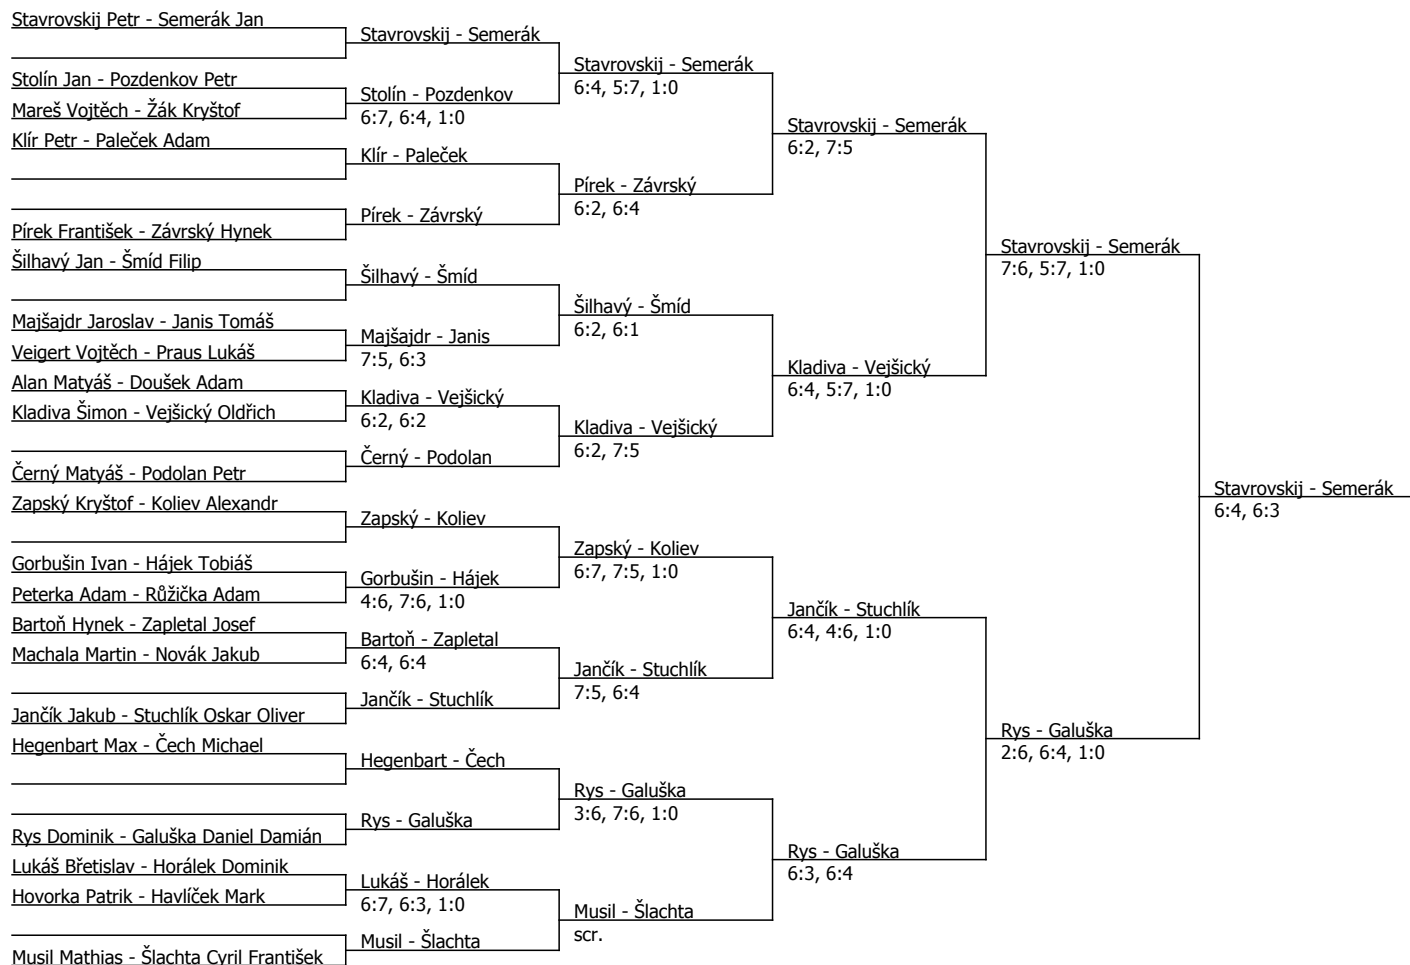 Stavrovskij Petr - Semerák Jan
Stolín Jan - Pozdenkov Petr
Mareš Vojtěch - Žák Kryštof
Klír Petr - Paleček Adam
Pírek František - Závrský Hynek
Šilhavý Jan - Šmíd Filip
Majšajdr Jaroslav - Janis Tomáš
Veigert Vojtěch - Praus Lukáš
Alan Matyáš - Doušek Adam
Kladiva Šimon - Vejšický Oldřich
Černý Matyáš - Podolan Petr
Zapský Kryštof - Koliev Alexandr
Gorbušin Ivan - Hájek Tobiáš
Peterka Adam - Růžička Adam
Bartoň Hynek - Zapletal Josef
Machala Martin - Novák Jakub
Jančík Jakub - Stuchlík Oskar Oliver
Hegenbart Max - Čech Michael
Rys Dominik - Galuška Daniel Damián
Lukáš Břetislav - Horálek Dominik
Hovorka Patrik - Havlíček Mark
Musil Mathias - Šlachta Cyril František
Stavrovskij - Semerák
Stolín - Pozdenkov
6:7, 6:4, 1:0
Klír - Paleček
Pírek - Závrský
Šilhavý - Šmíd
Majšajdr - Janis
7:5, 6:3
Kladiva - Vejšický
6:2, 6:2
Černý - Podolan
Zapský - Koliev
Gorbušin - Hájek
4:6, 7:6, 1:0
Bartoň - Zapletal
6:4, 6:4
Jančík - Stuchlík
Hegenbart - Čech
Rys - Galuška
Lukáš - Horálek
6:7, 6:3, 1:0
Musil - Šlachta
Stavrovskij - Semerák
6:4, 5:7, 1:0
Pírek - Závrský
6:2, 6:4
Šilhavý - Šmíd
6:2, 6:1
Kladiva - Vejšický
6:2, 7:5
Zapský - Koliev
6:7, 7:5, 1:0
Jančík - Stuchlík
7:5, 6:4
Rys - Galuška
3:6, 7:6, 1:0
Musil - Šlachta
scr.
Stavrovskij - Semerák
6:2, 7:5
Kladiva - Vejšický
6:4, 5:7, 1:0
Jančík - Stuchlík
6:4, 4:6, 1:0
Rys - Galuška
6:3, 6:4
Stavrovskij - Semerák
7:6, 5:7, 1:0
Rys - Galuška
2:6, 6:4, 1:0
Stavrovskij - Semerák
6:4, 6:3